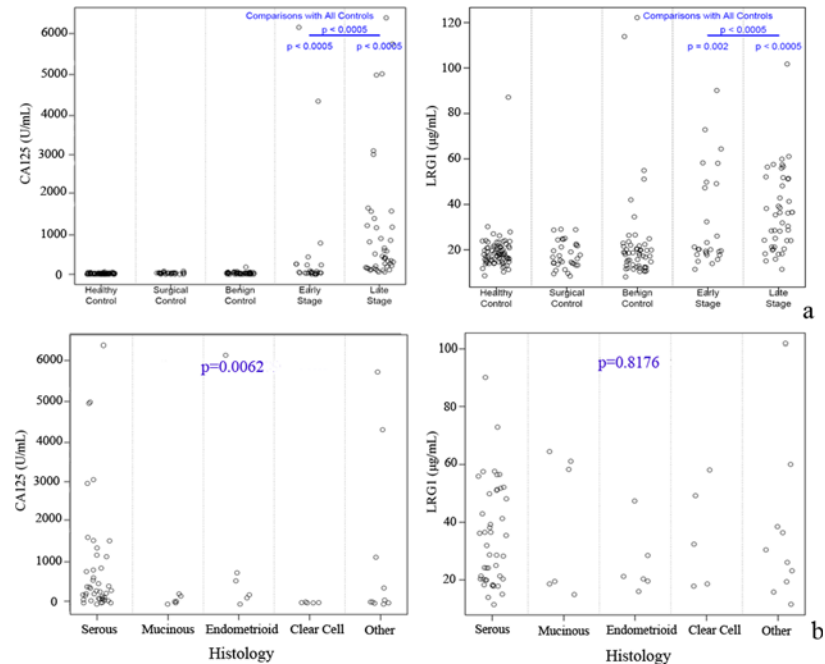 Comparisons with All Controls
p < 0.0005
p < 0.0005
p < 0.0005
6000
5000
4000
3000
2000
1000
0
CA125 (U/mL)
Healthy Control
Surgical Control
Benign Control
Early Stage
Late Stage
Comparisons with All Controls
p < 0.0005
p = 0.002
p < 0.0005
120
100
80
60
40
20
LRG1 (µg/mL)
Healthy Control
Surgical Control
Benign Control
Early Stage
Late Stage
a
p=0.0062
6000
5000
4000
3000
2000
1000
0
CA125 (U/mL)
Serous
Mucinous
Endometrioid
Clear Cell
Other
Histology
p=0.8176
100
80
60
40
20
LRG1 (µg/mL)
Serous
Mucinous
Endometrioid
Clear Cell
Other
Histology
b